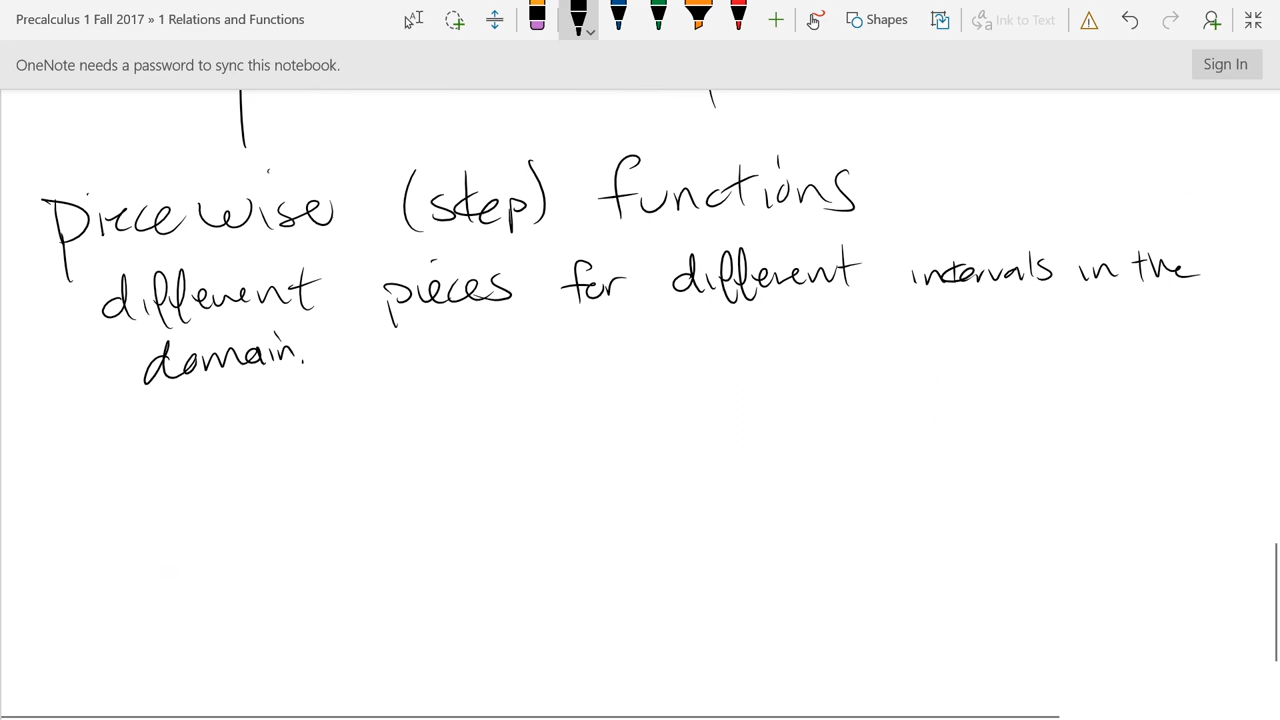 Precalculus 1 Fall 2017 » 1 Relations and Functions
Shapes
Ink to Text
OneNote needs a password to sync this notebook.
Sign In
piecewise (step) functions
different pieces for different intervals in the
domain.